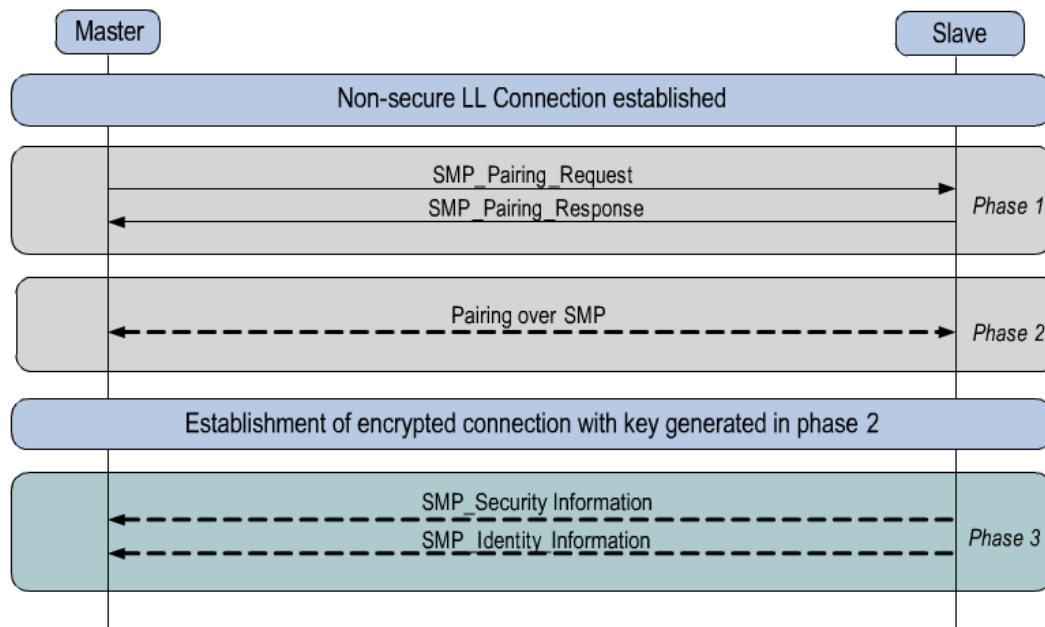 Master
Slave
Non-secure LL Connection established
SMP_Pairing_Request
SMP_Pairing_Response
Phase 1
Pairing over SMP
Phase 2
Establishment of encrypted connection with key generated in phase 2
SMP_Security Information
SMP_Identity_Information
Phase 3